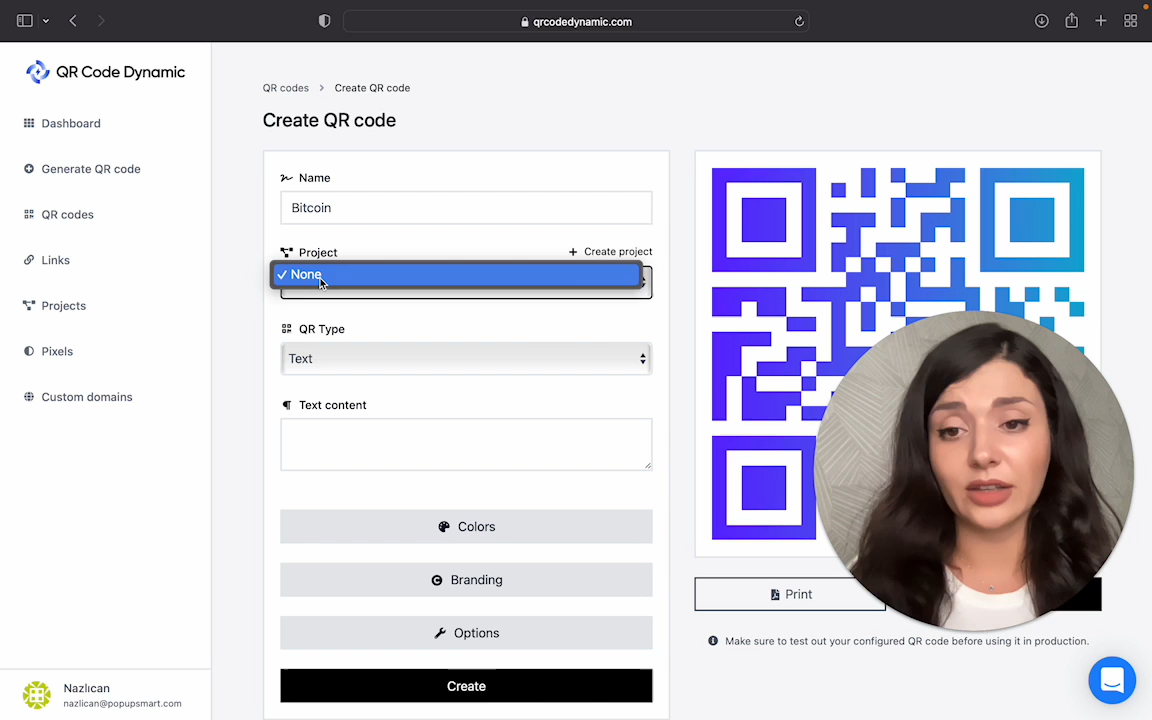 qrcodedynamic.com
QR Code Dynamic
Dashboard
Generate QR code
QR codes
Links
Projects
Pixels
Custom domains
Nazlıcan
nazlican@popupsmart.com
QR codes > Create QR code
Create QR code
Name
Bitcoin
Project
+ Create project
✓ None
QR Type
Text
Text content
Colors
Branding
Options
Create
Print
Make sure to test out your configured QR code before using it in production.